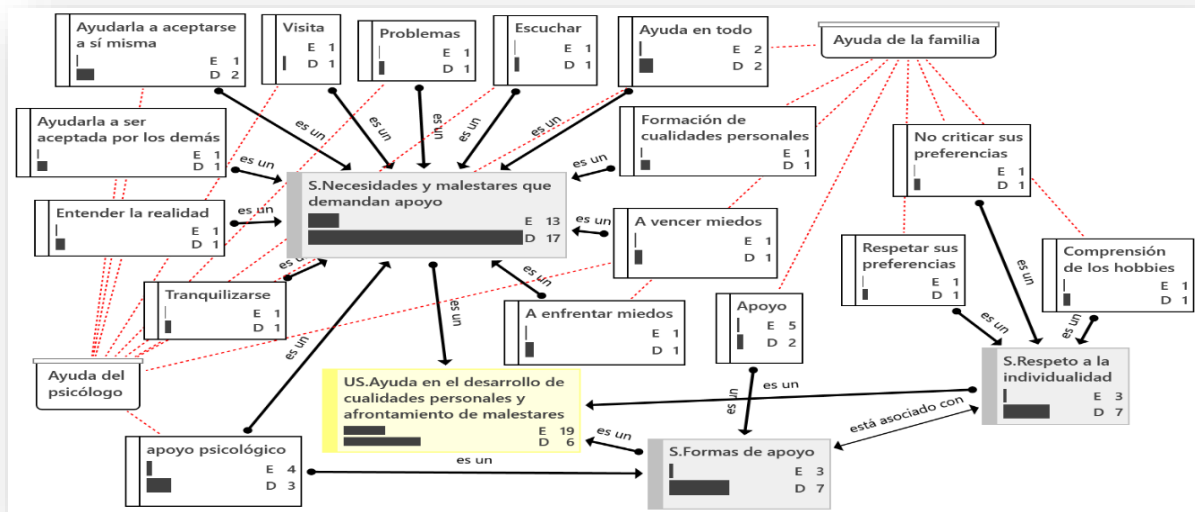 Ayudarla a aceptarse
a sí misma
E 1
D 2
Visita
E 1
D 1
Problemas
E 1
D 1
Escuchar
E 1
D 1
Ayuda en todo
E 2
D 2
Ayuda de la familia
Ayudarla a ser
aceptada por los demás
E 1
D 1
es un
es un
es un
es un
es un
es un
Formación de
cualidades personales
E 1
D 1
es un
No criticar sus
preferencias
E 1
D 1
S.Necesidades y malestares que
demandan apoyo
E 13
D 17
Entender la realidad
E 1
D 1
es un
A vencer miedos
E 1
D 1
es un
Respetar sus
preferencias
E 1
D 1
Comprensión
de los hobbies
E 1
D 1
es un
Tranquilizarse
E 1
D 1
es un
A enfrentar miedos
E 1
D 1
es un
Apoyo
E 5
D 2
es un
es un
es un
es un
Ayuda del
psicólogo
US.Ayuda en el desarrollo de
cualidades personales y
afrontamiento de malestares
E 19
D 6
es un
es un
S.Respeto a la
individualidad
E 3
D 7
está asociado con
es un
apoyo psicológico
E 4
D 3
es un
S.Formas de apoyo
E 3
D 7